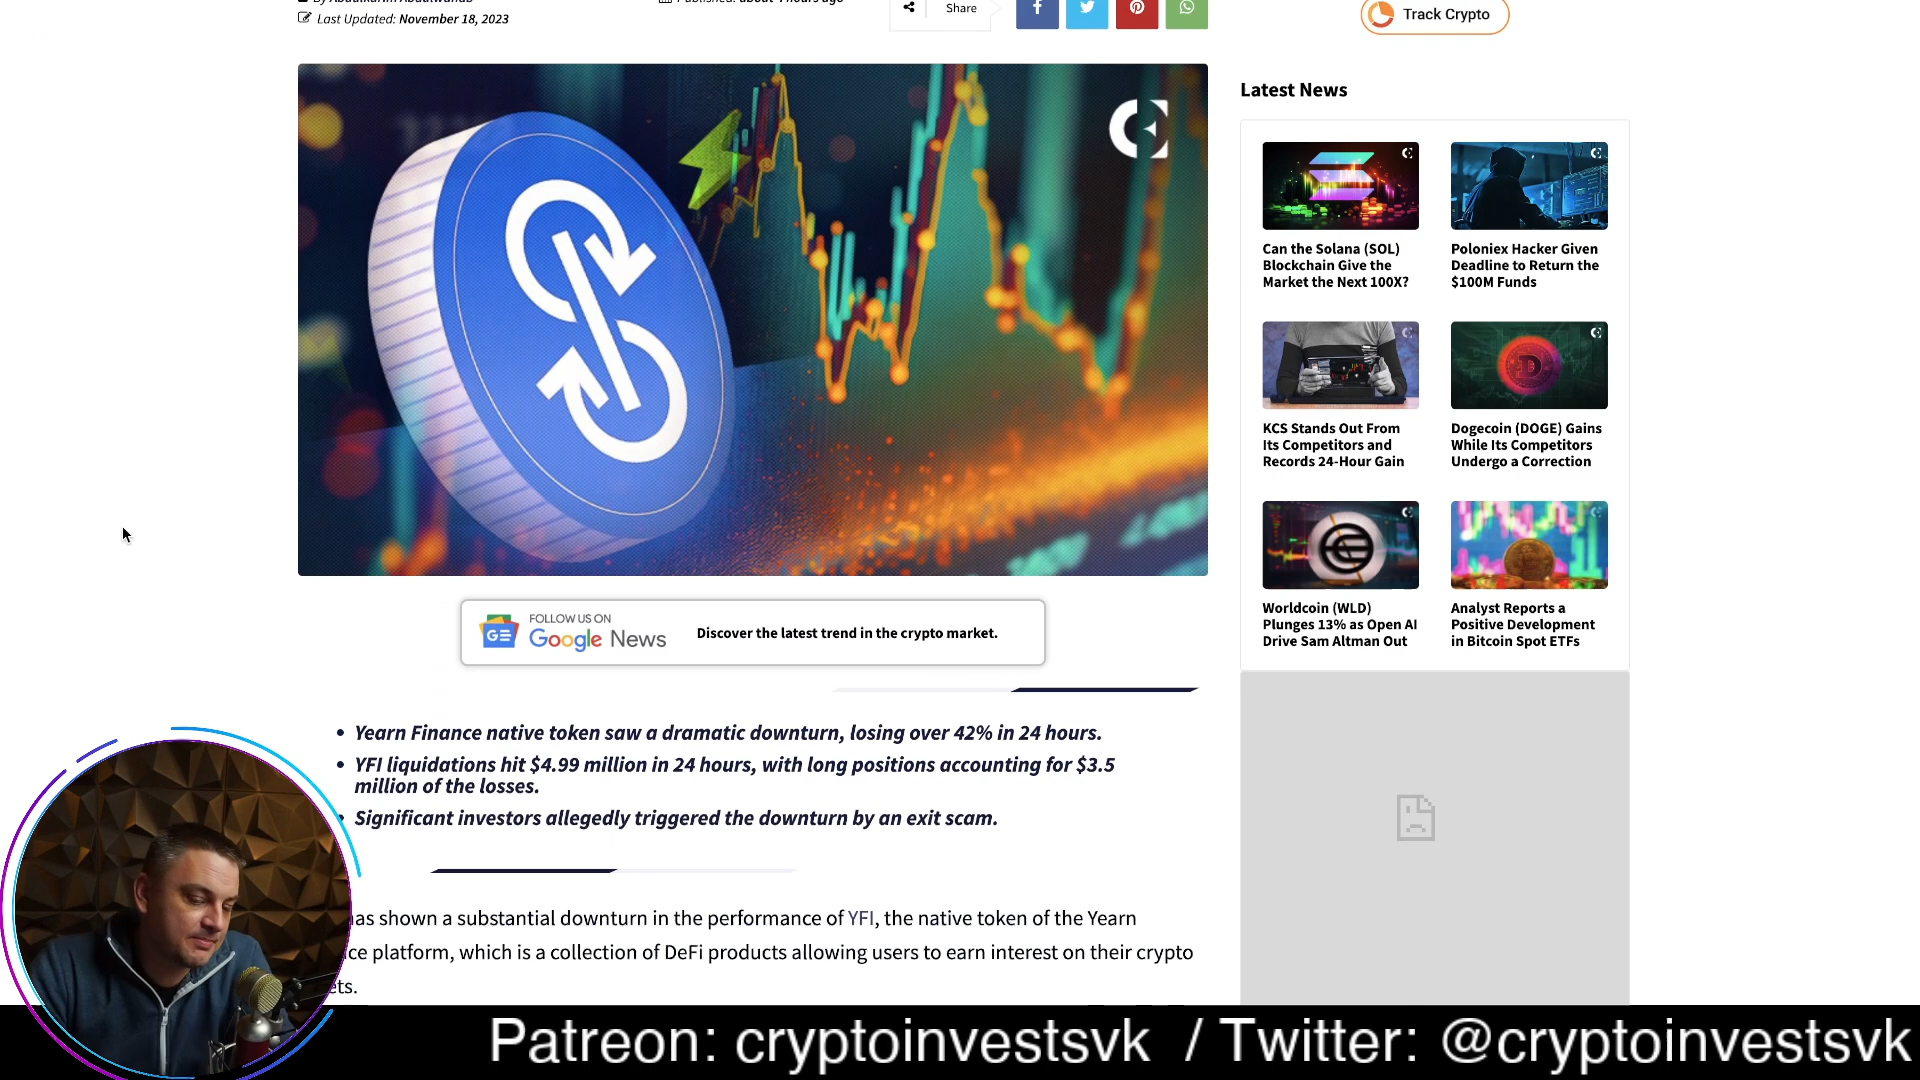 Last Updated: November 18, 2023
Share
Track Crypto
Latest News
Can the Solana (SOL)
Blockchain Give the
Market the Next 100X?
Poloniex Hacker Given
Deadline to Return the
$100M Funds
KCS Stands Out From
Its Competitors and
Records 24-Hour Gain
Dogecoin (DOGE) Gains
While Its Competitors
Undergo a Correction
Worldcoin (WLD)
Plunges 13% as Open AI
Drive Sam Altman Out
Analyst Reports a
Positive Development
in Bitcoin Spot ETFs
FOLLOW US ON
Google News
Discover the latest trend in the crypto market.
• Yearn Finance native token saw a dramatic downturn, losing over 42% in 24 hours.
• YFI liquidations hit $4.99 million in 24 hours, with long positions accounting for $3.5
million of the losses.
• Significant investors allegedly triggered the downturn by an exit scam.
has shown a substantial downturn in the performance of YFI, the native token of the Yearn
platform, which is a collection of DeFi products allowing users to earn interest on their crypto
Patreon: cryptoinvestsvk / Twitter: @cryptoinvestsvk